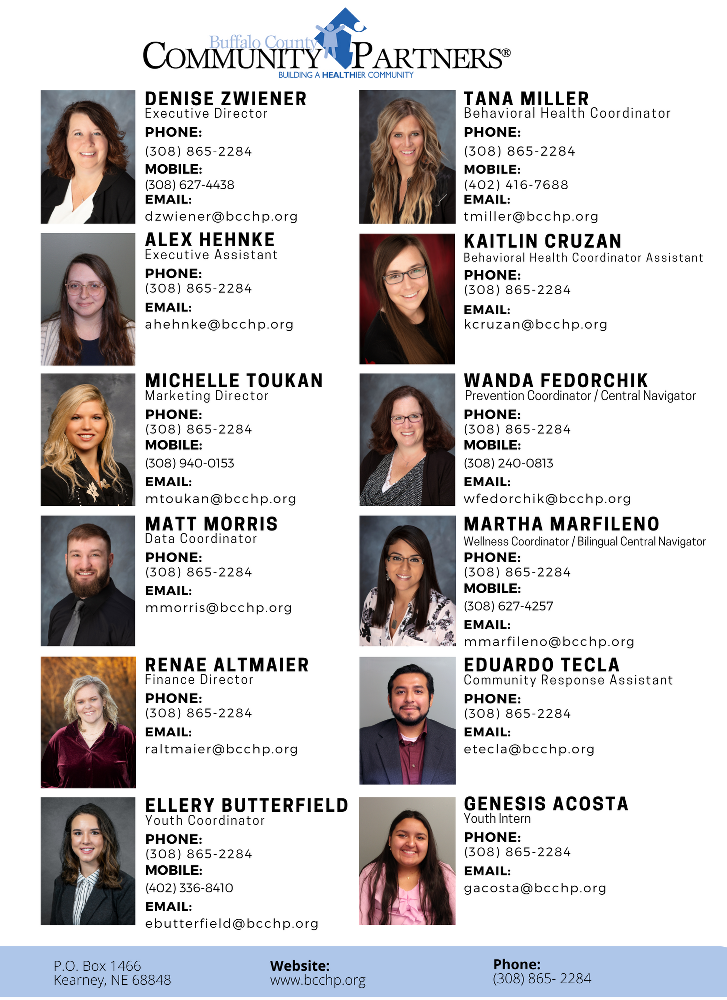 Buffalo County
COMMUNITY PARTNERS®
BUILDING A HEALTHIER COMMUNITY
DENISE ZWIENER
Executive Director
PHONE:
(308) 865-2284
MOBILE:
(308) 627-4438
EMAIL:
dzwiener@bcchp.org
TANA MILLER
Behavioral Health Coordinator
PHONE:
(308) 865-2284
MOBILE:
(402) 416-7688
EMAIL:
tmiller@bcchp.org
ALEX HEHNKE
Executive Assistant
PHONE:
(308) 865-2284
EMAIL:
ahehnke@bcchp.org
KAITLIN CRUZAN
Behavioral Health Coordinator Assistant
PHONE:
(308) 865-2284
EMAIL:
kcruzan@bcchp.org
MICHELLE TOUKAN
Marketing Director
PHONE:
(308) 865-2284
MOBILE:
(308) 940-0153
EMAIL:
mtoukan@bcchp.org
WANDA FEDORCHIK
Prevention Coordinator / Central Navigator
PHONE:
(308) 865-2284
MOBILE:
(308) 240-0813
EMAIL:
wfedorchik@bcchp.org
MATT MORRIS
Data Coordinator
PHONE:
(308) 865-2284
EMAIL:
mmorris@bcchp.org
MARTHA MARFILENO
Wellness Coordinator / Bilingual Central Navigator
PHONE:
(308) 865-2284
MOBILE:
(308) 627-4257
EMAIL:
mmarfileno@bcchp.org
RENAE ALTMAIER
Finance Director
PHONE:
(308) 865-2284
EMAIL:
raltmaier@bcchp.org
EDUARDO TECLA
Community Response Assistant
PHONE:
(308) 865-2284
EMAIL:
etecla@bcchp.org
ELLERY BUTTERFIELD
Youth Coordinator
PHONE:
(308) 865-2284
MOBILE:
(402) 336-8410
EMAIL:
ebutterfield@bcchp.org
GENESIS ACOSTA
Youth Intern
PHONE:
(308) 865-2284
EMAIL:
gacosta@bcchp.org
P.O. Box 1466
Kearney, NE 68848
Website:
www.bcchp.org
Phone:
(308) 865- 2284